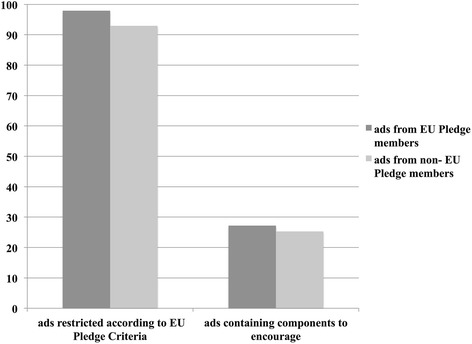 100
90
80
70
60
50
40
30
20
10
0
ads restricted according to EU
Pledge Criteria
ads containing components to
encourage
ads from EU Pledge
members
ads from non- EU
Pledge members